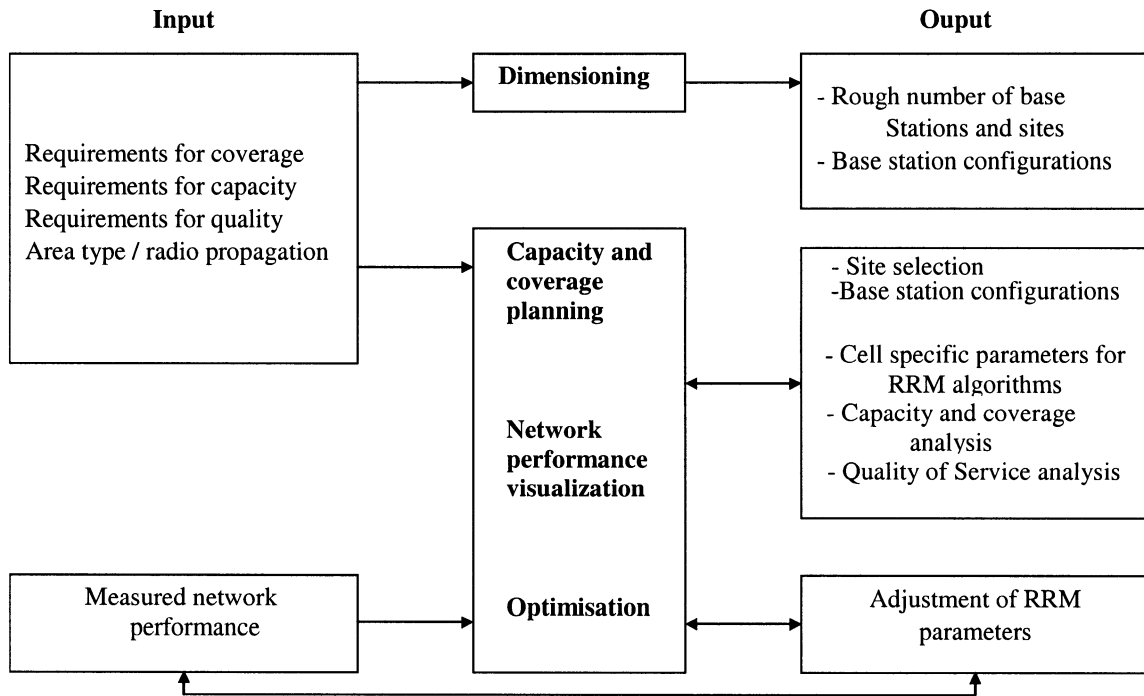 Input
Ouput
Dimensioning
- Rough number of base
Stations and sites
- Base station configurations
Requirements for coverage
Requirements for capacity
Requirements for quality
Area type / radio propagation
Capacity and
coverage
planning
Network
performance
visualization
Optimisation
- Site selection
-Base station configurations
- Cell specific parameters for
RRM algorithms
- Capacity and coverage
analysis
- Quality of Service analysis
Measured network
performance
Adjustment of RRM
parameters